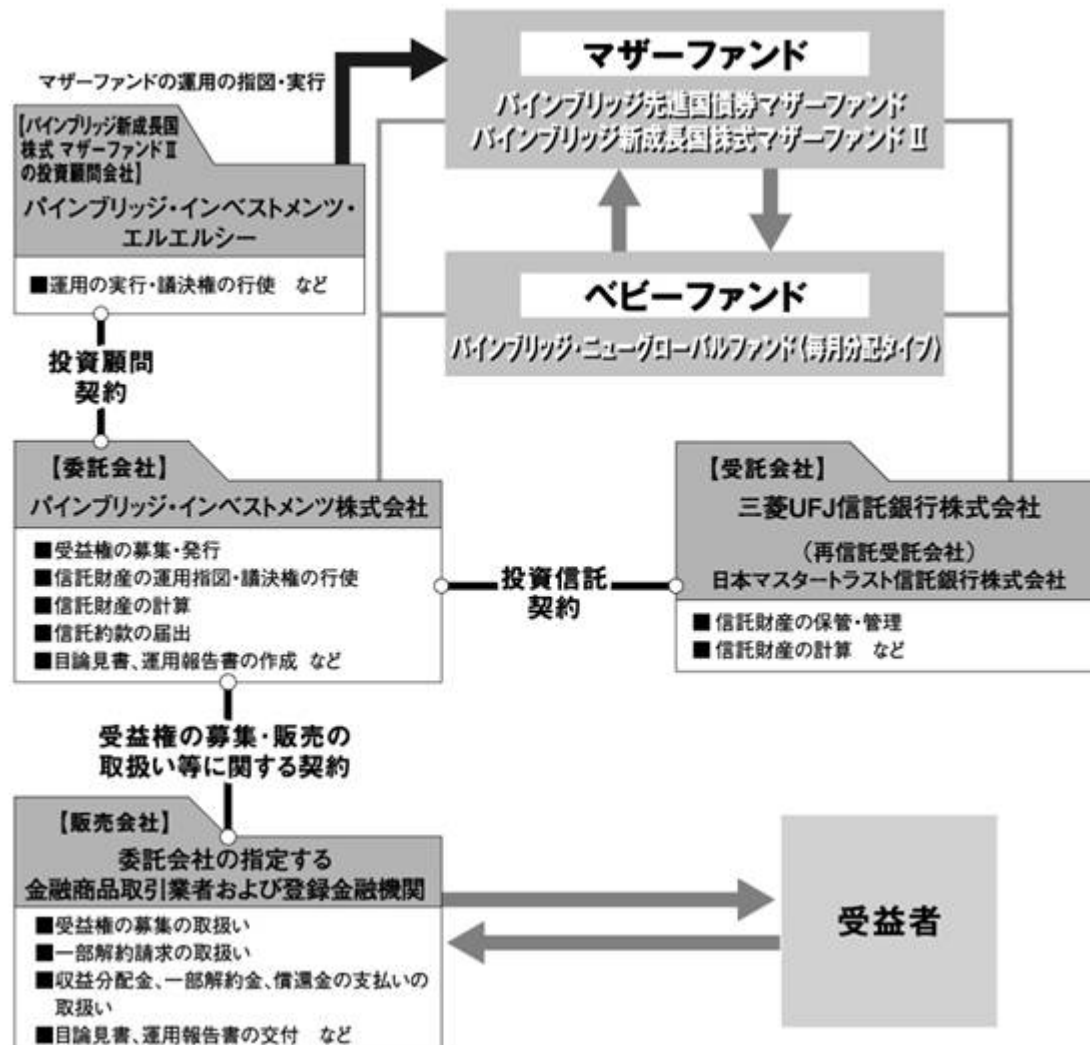 マザーファンドの運用の指図・実行
マザーファンド
パインブリッジ先進国債券マザーファンド
パインブリッジ新成長国株式マザーファンドⅡ
【パインブリッジ新成長国
株式 マザーファンドⅡ
の投資顧問会社】
パインブリッジ・インベストメンツ・
エルエルシー
■運用の実行・議決権の行使 など
ベビーファンド
パインブリッジ・ニューグローバルファンド(毎月分配タイプ)
投資顧問
契約
【委託会社】
パインブリッジ・インベストメンツ株式会社
■受益権の募集・発行
■信託財産の運用指図・議決権の行使
■信託財産の計算
■信託約款の届出
■目論見書、運用報告書の作成 など
投資信託
契約
【受託会社】
三菱UFJ信託銀行株式会社
(再信託受託会社)
日本マスタートラスト信託銀行株式会社
■信託財産の保管・管理
■信託財産の計算 など
受益権の募集・販売の
取扱い等に関する契約
【販売会社】
委託会社の指定する
金融商品取引業者および登録金融機関
■受益権の募集の取扱い
■一部解約請求の取扱い
■収益分配金、一部解約金、償還金の支払いの
取扱い
■目論見書、運用報告書の交付 など
受益者